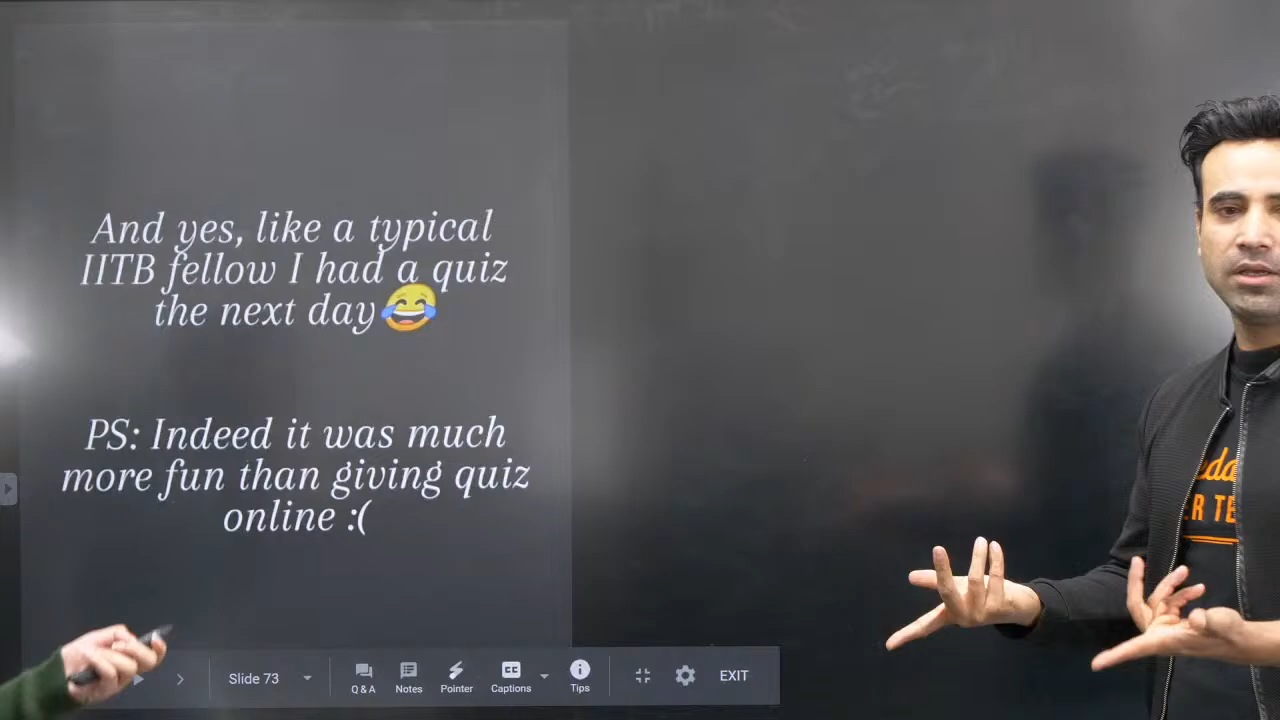 And yes, like a typical
IITB fellow I had a quiz
the next day😂
PS: Indeed it was much
more fun than giving quiz
online :(
Slide 73
Q & A
Notes
Pointer
Captions
Tips
EXIT